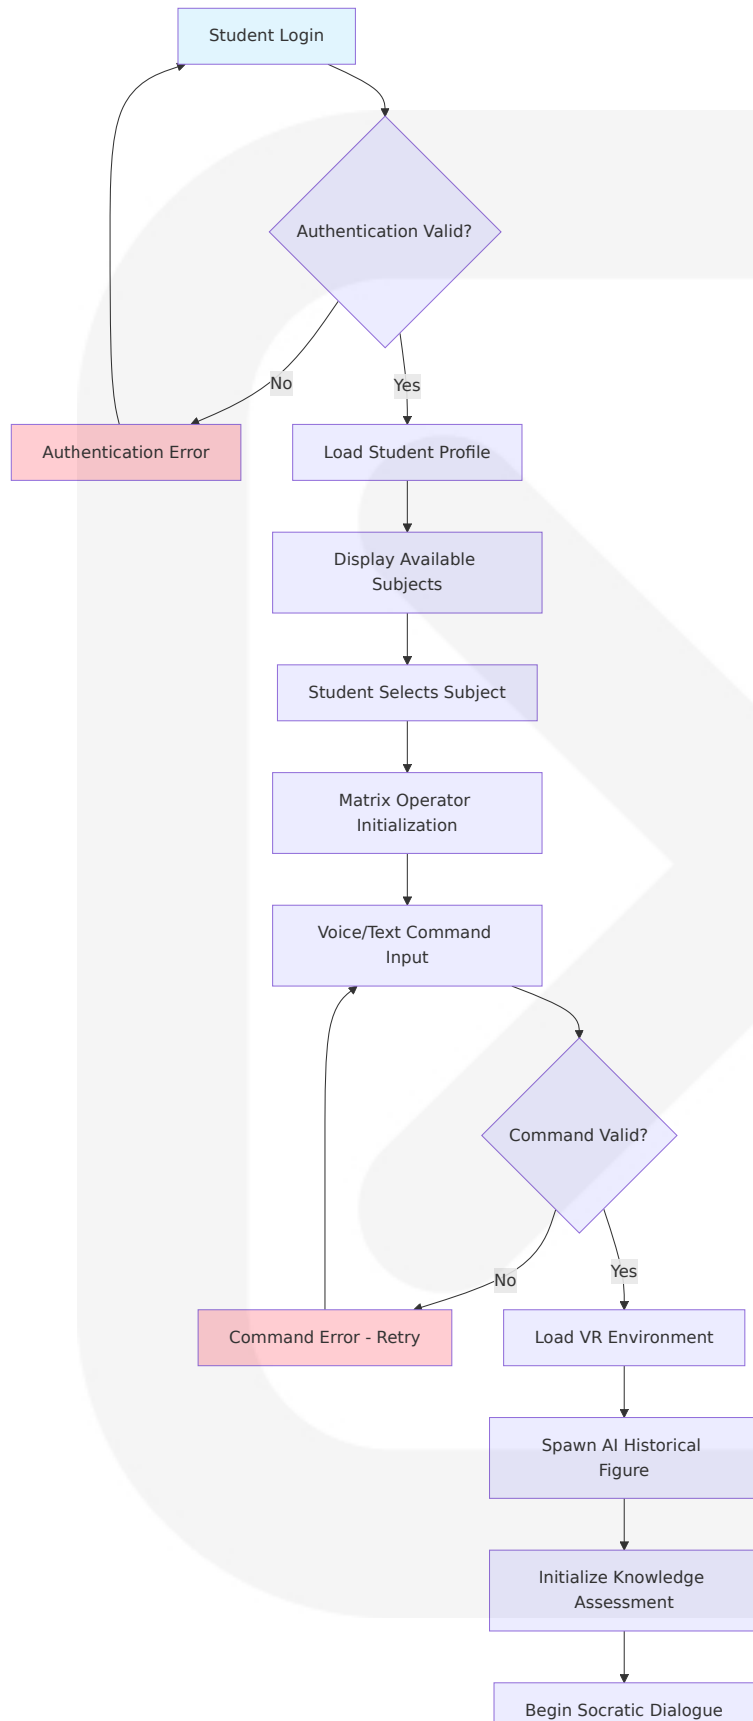 Student Login
Authentication Valid?
No
Yes
Authentication Error
Load Student Profile
Display Available
Subjects
Student Selects Subject
Matrix Operator
Initialization
Voice/Text Command
Input
Command Valid?
No
Yes
Command Error - Retry
Load VR Environment
Spawn AI Historical
Figure
Initialize Knowledge
Assessment
Begin Socratic Dialogue